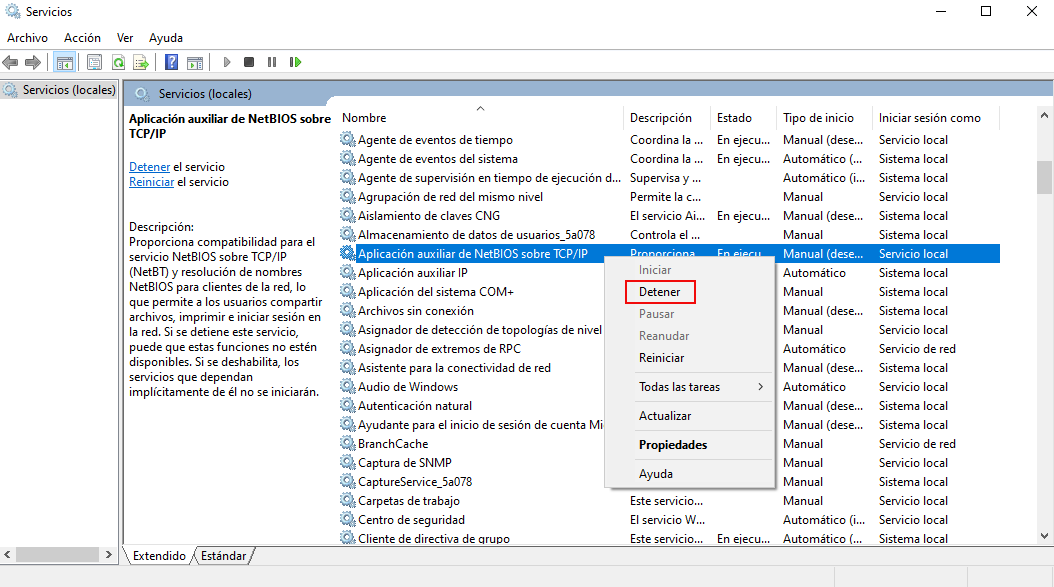 Servicios
Archivo Acción Ver Ayuda
Servicios (locales)
Servicios (locales)
Aplicación auxiliar de NetBIOS sobre
TCP/IP
Detener el servicio
Reiniciar el servicio
Descripción:
Proporciona compatibilidad para el
servicio NetBIOS sobre TCP/IP
(NetBT) y resolución de nombres
NetBIOS para clientes de la red, lo
que permite a los usuarios compartir
archivos, imprimir e iniciar sesión en
la red. Si se detiene este servicio,
puede que estas funciones no estén
disponibles. Si se deshabilita, los
servicios que dependan
implícitamente de él no se iniciarán.
Nombre Descripción Estado Tipo de inicio Iniciar sesión como
Agente de eventos de tiempo Coordina la ... En ejecu... Manual (dese... Servicio local
Agente de eventos del sistema Coordina la ... En ejecu... Automático (... Sistema local
Agente de supervisión en tiempo de ejecución d... Supervisa y ... Automático (i... Sistema local
Agrupación de red del mismo nivel Permite la c... Manual Servicio local
Aislamiento de claves CNG El servicio Ai... En ejecu... Manual (dese... Sistema local
Almacenamiento de datos de usuarios_5a078 Controla el ... Manual Sistema local
Aplicación auxiliar de NetBIOS sobre TCP/IP Proporciona En ejecu Manual (dese... Servicio local
Aplicación auxiliar IP Automático Sistema local
Aplicación del sistema COM+ Manual Sistema local
Archivos sin conexión Manual (dese... Sistema local
Asignador de detección de topologías de nivel Manual Servicio local
Asignador de extremos de RPC Automático Servicio de red
Asistente para la conectividad de red Manual (dese... Sistema local
Audio de Windows Automático Servicio local
Autenticación natural Manual (dese... Sistema local
Ayudante para el inicio de sesión de cuenta Mi Manual (dese... Sistema local
BranchCache Manual Servicio de red
Captura de SNMP Manual Servicio local
CaptureService_5a078 Manual Sistema local
Carpetas de trabajo Este servicio... Manual Servicio local
Centro de seguridad El servicio W... Automático (i... Servicio local
Cliente de directiva de grupo Este servicio... En ejecu... Automático (... Sistema local
Iniciar
Detener
Pausar
Reanudar
Reiniciar
Todas las tareas
Actualizar
Propiedades
Ayuda
Extendido Estándar